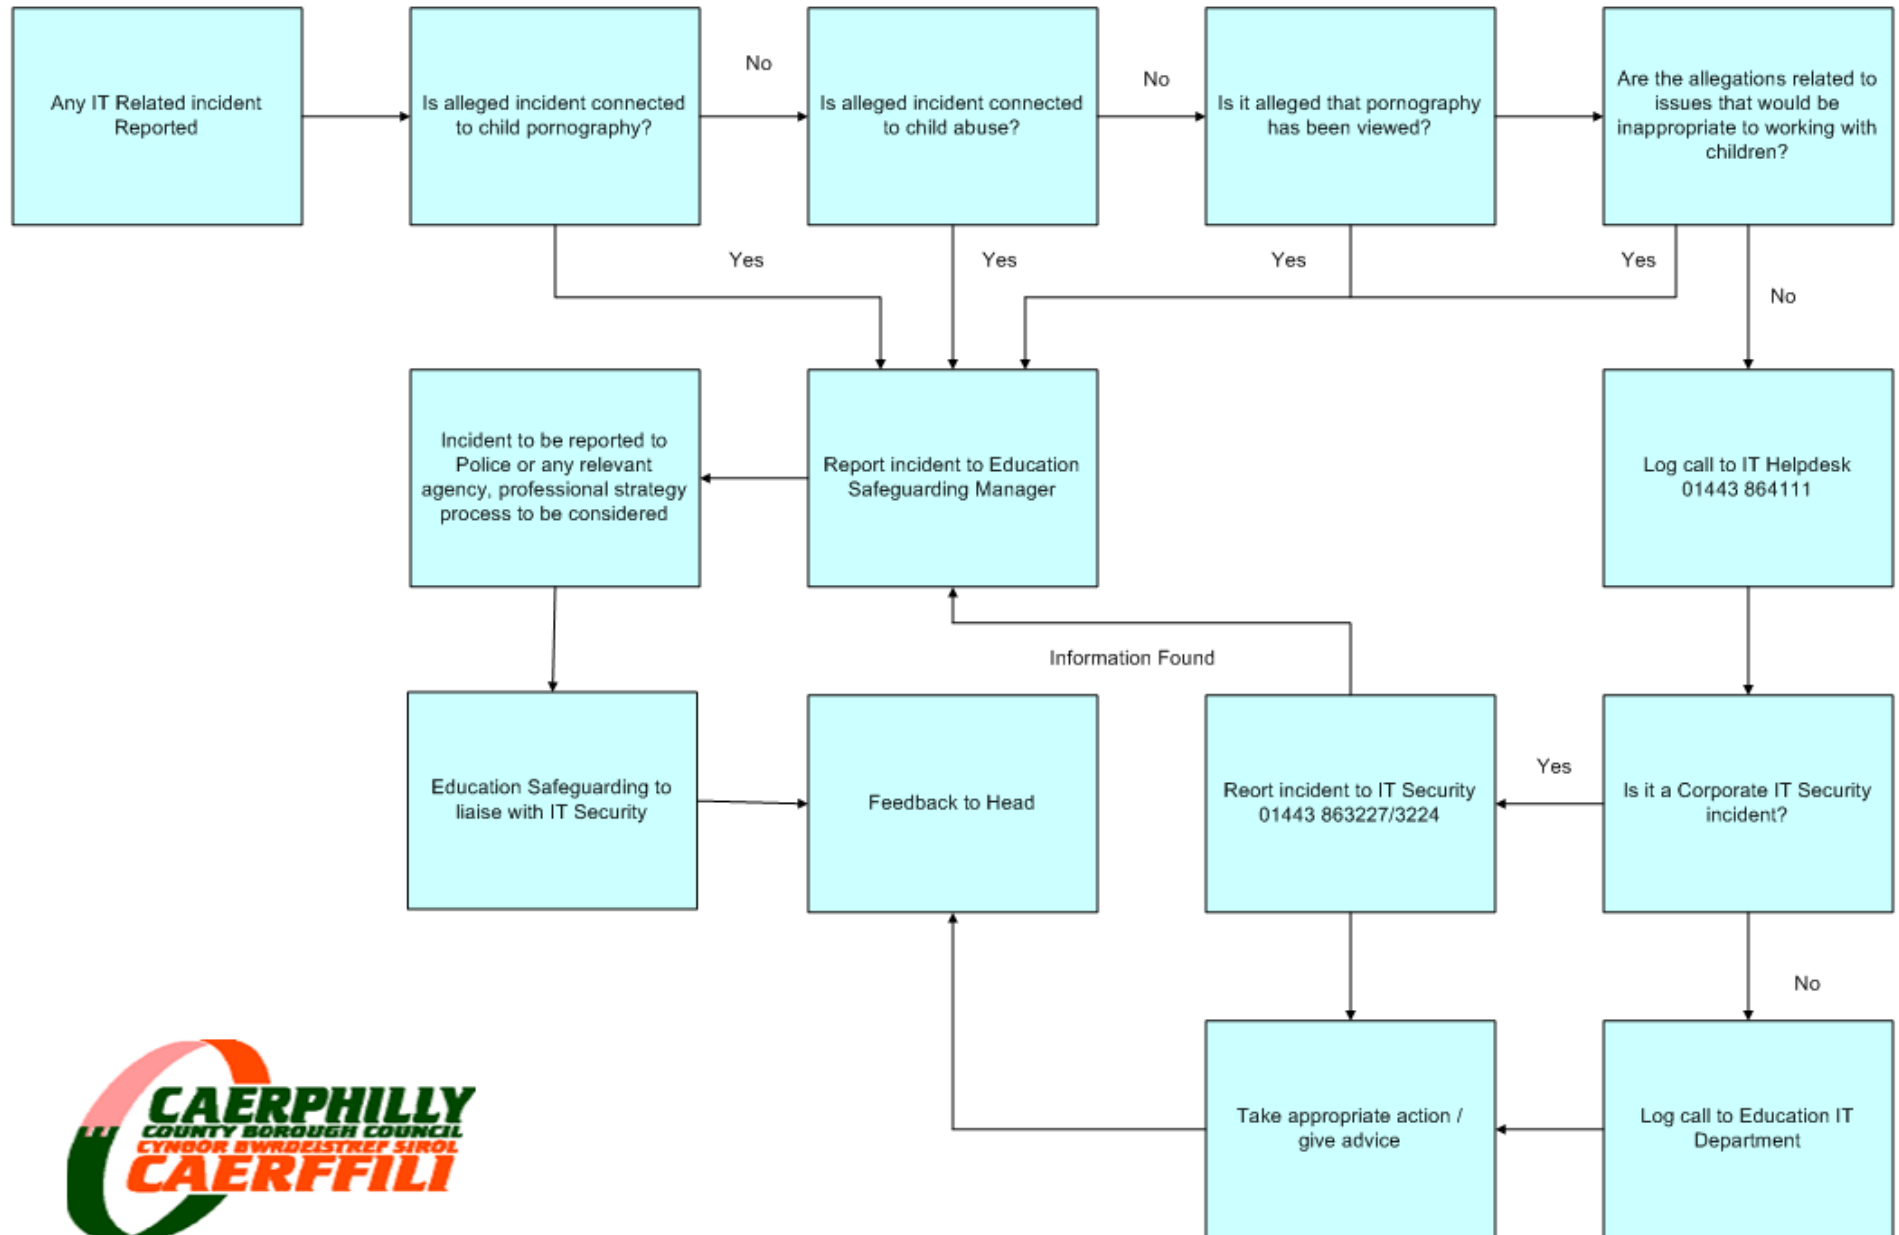 Any IT Related incident
Reported
Is alleged incident connected
to child pornography?
No
Is alleged incident connected
to child abuse?
No
Is it alleged that pornography
has been viewed?
Are the allegations related to
issues that would be
inappropriate to working with
children?
Yes
Yes
Yes
Yes
No
Incident to be reported to
Police or any relevant
agency, professional strategy
process to be considered
Report incident to Education
Safeguarding Manager
Log call to IT Helpdesk
01443 864111
Information Found
Education Safeguarding to
liaise with IT Security
Feedback to Head
Reort incident to IT Security
01443 863227/3224
Yes
Is it a Corporate IT Security
incident?
No
Take appropriate action /
give advice
Log call to Education IT
Department
CAERPHILLY
COUNTY BOROUGH COUNCIL
CYNGOR BWRDEISTREF SIROL
CAERFFILI